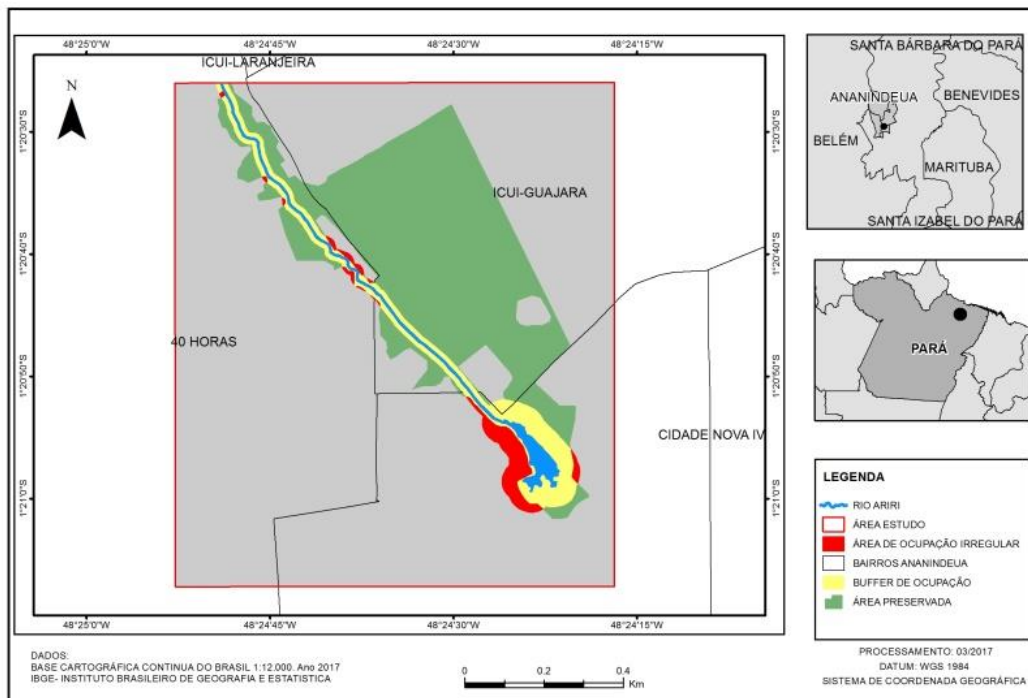 48°25'0"W
48°24'45"W
48°24'30"W
48°24'15"W
ICUI-LARANJEIRA
N
1°20'30"S
1°20'30"S
ICUI-GUAJARA
1°20'40"S
1°20'40"S
40 HORAS
1°20'50"S
1°20'50"S
CIDADE NOVA IV
1°21'0"S
1°21'0"S
48°25'0"W
48°24'45"W
48°24'30"W
48°24'15"W
SANTA BÁRBARA DO PARÁ
ANANINDEUA
BENEVIDES
BELÉM
MARITUBA
SANTA IZABEL DO PARÁ
PARÁ
LEGENDA
RIO ARIRI
ÁREA ESTUDO
ÁREA DE OCUPAÇÃO IRREGULAR
BAIRROS ANANINDEUA
BUFFER DE OCUPAÇÃO
ÁREA PRESERVADA
DADOS:
BASE CARTOGRÁFICA CONTINUA DO BRASIL 1:12.000. Ano 2017
IBGE- INSTITUTO BRASILEIRO DE GEOGRAFIA E ESTATISTICA
0 0.2 0.4
Km
PROCESSAMENTO: 03/2017
DATUM: WGS 1984
SISTEMA DE COORDENADA GEOGRÁFICA